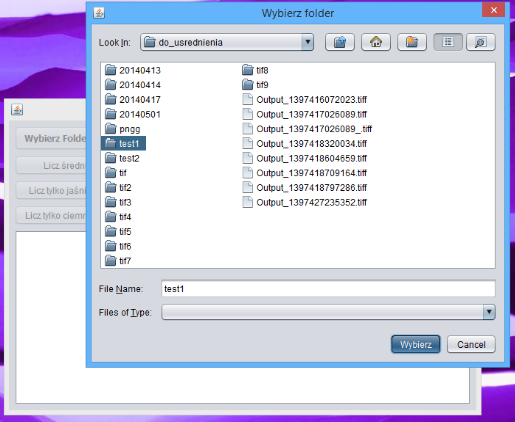 Wybierz folder
Look In: do_usrednienia
20140413
20140414
20140417
20140501
pngg
test1
test2
tif
tif2
tif3
tif4
tif5
tif6
tif7
tif8
tif9
Output_1397416072023.tiff
Output_1397417026089.tiff
Output_1397417026089_.tiff
Output_1397418320034.tiff
Output_1397418604659.tiff
Output_1397418709164.tiff
Output_1397418797286.tiff
Output_1397427235352.tiff
File Name: test1
Files of Type:
Wybierz Cancel
Wybierz Folde
Licz średni
Licz tylko jaśni
Licz tylko ciemn